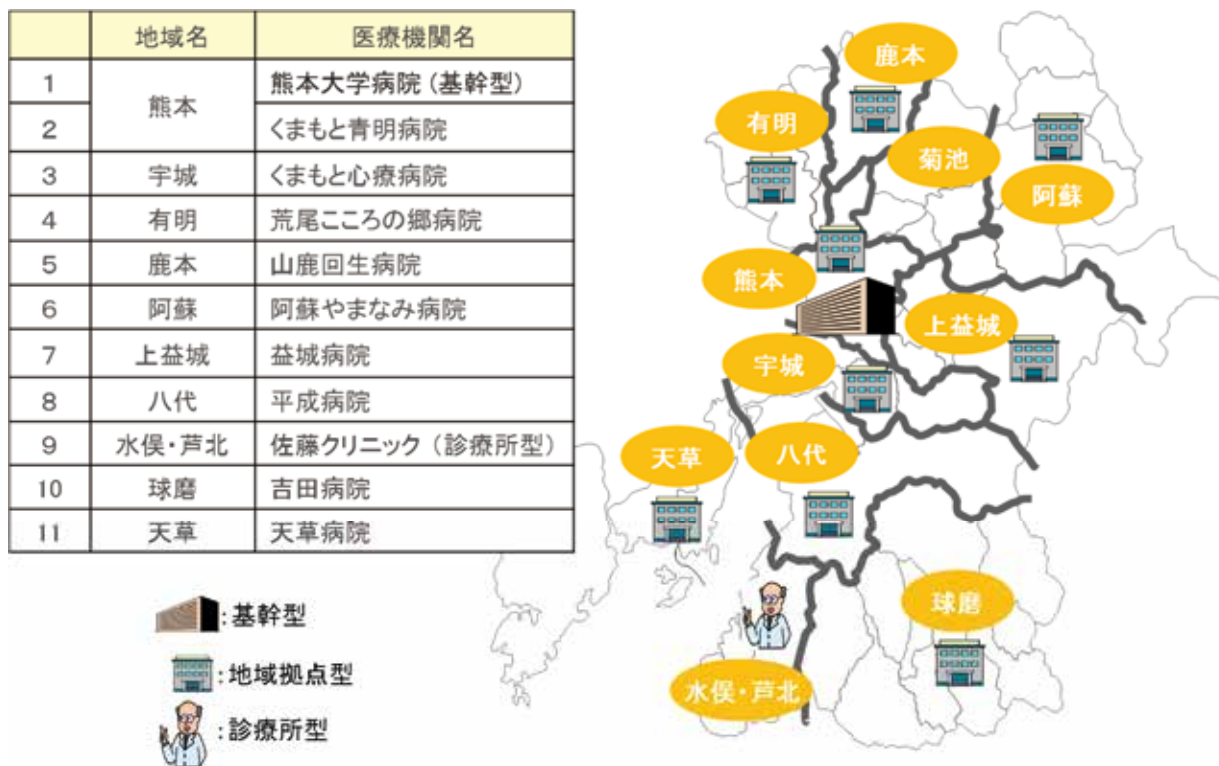 地域名 医療機関名
1 熊本 熊本大学病院（基幹型）
2 くまもと青明病院
3 宇城 くまもと心療病院
4 有明 荒尾こころの郷病院
5 鹿本 山鹿回生病院
6 阿蘇 阿蘇やまなみ病院
7 上益城 益城病院
8 八代 平成病院
9 水俣・芦北 佐藤クリニック（診療所型）
10 球磨 吉田病院
11 天草 天草病院
:基幹型
:地域拠点型
:診療所型
鹿本
有明
菊池
阿蘇
熊本
上益城
宇城
天草
八代
球磨
水俣・芦北